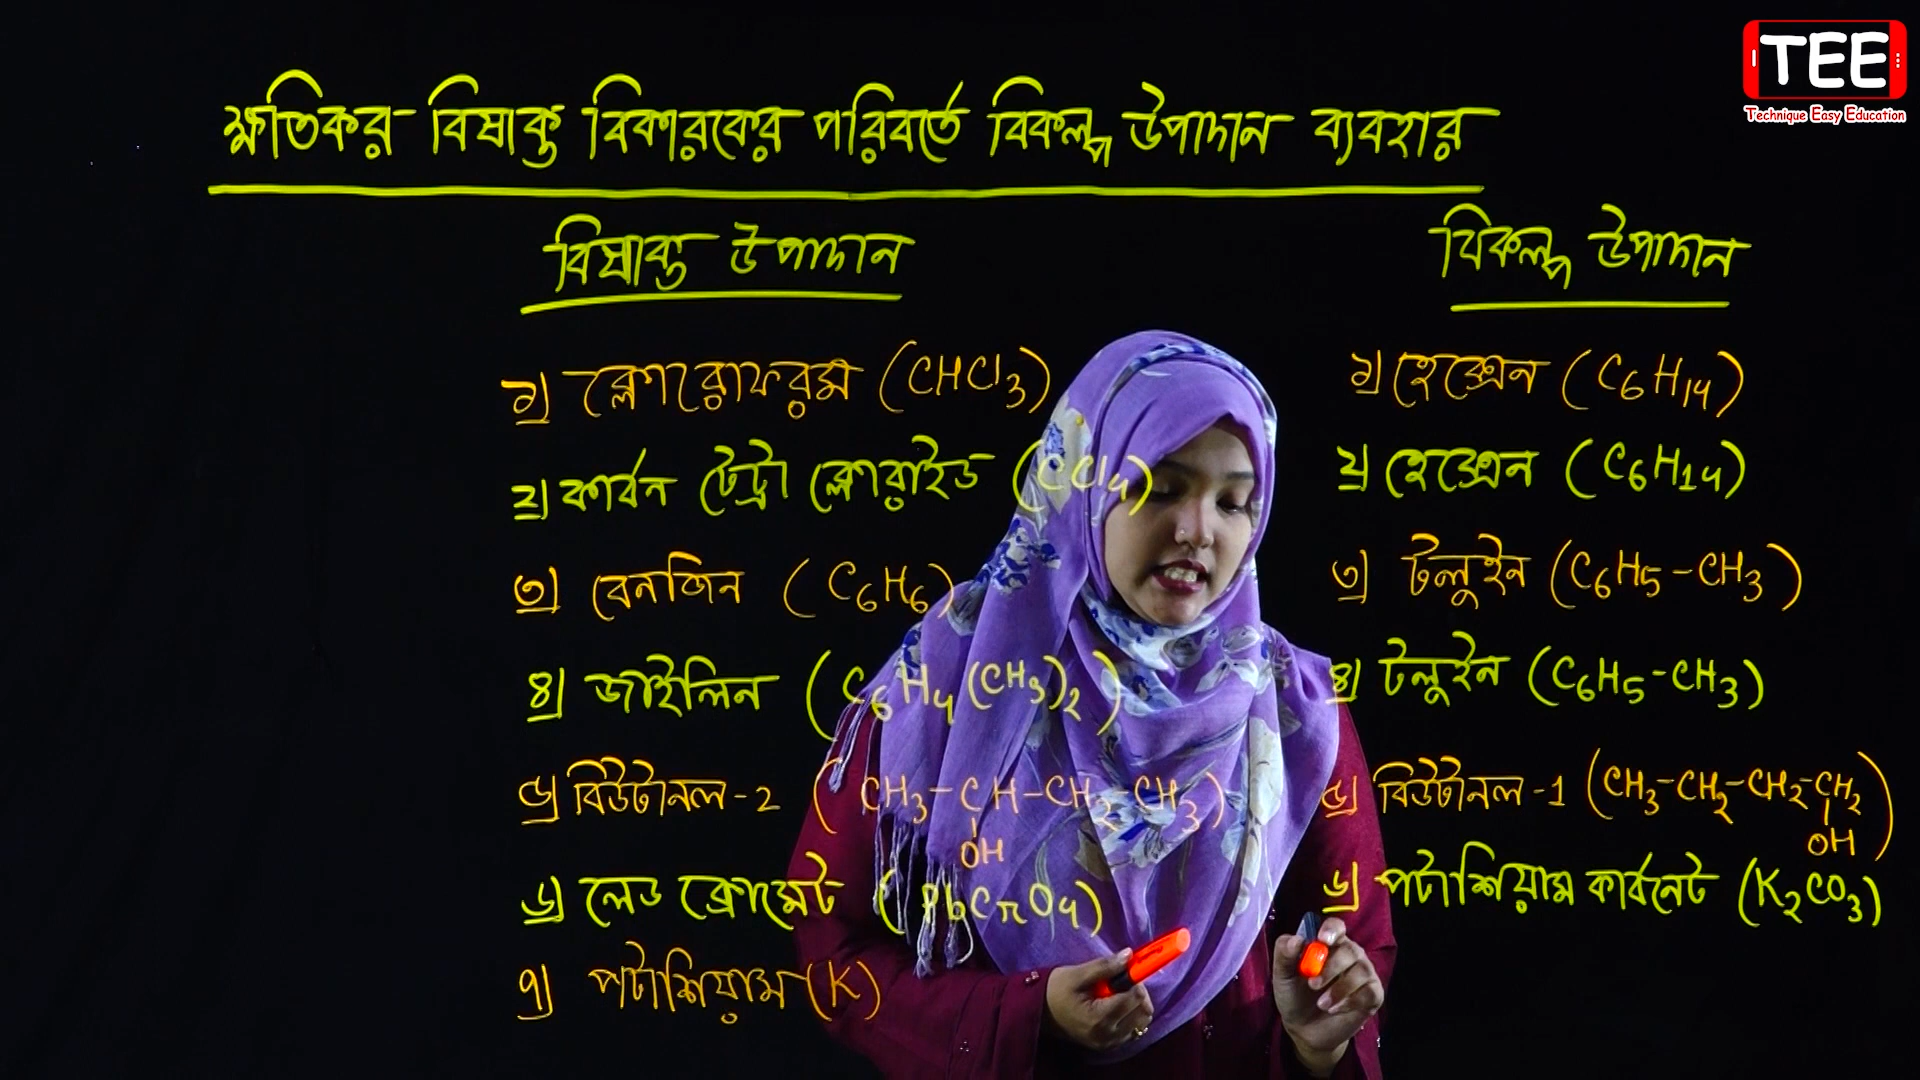 TEE
Technique Easy Education
ক্ষতিকর বিষাক্ত বিকারকের পরিবর্তে বিকল্প উপাদান ব্যবহার
বিষাক্ত উপাদান
বিকল্প উপাদান
১) ক্লোরোফরম (CHCl3)
১) হেক্সেন (C6H14)
২) কার্বন টেট্রা ক্লোরাইড (CCl4)
২) হেক্সেন (C6H14)
৩) বেনজিন (C6H6)
৩) টলুইন (C6H5-CH3)
৪) জাইলিন (C6H4(CH3)2)
৪) টলুইন (C6H5-CH3)
৫) বিউটানল-2 (CH3-CH-CH2-CH3)
OH
৫) বিউটানল-1 (CH3-CH2-CH2-CH2)
OH
৬) লেড ক্রোমেট (PbCrO4)
৬) পটাশিয়াম কার্বনেট (K2CO3)
৭) পটাশিয়াম (K)